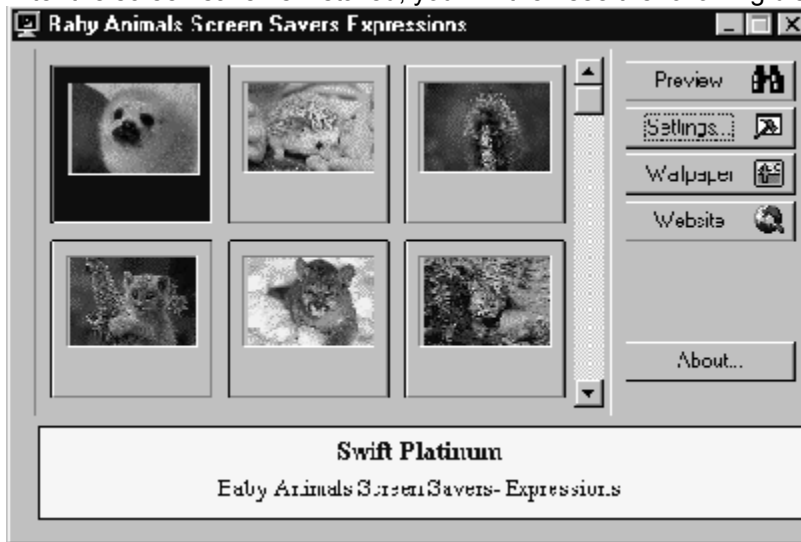 Baby Animals Screen Savers Expressions
Preview
Settings...
Wallpaper
Website
About...
Swift Platinum
Baby Animals Screen Savers- Expressions